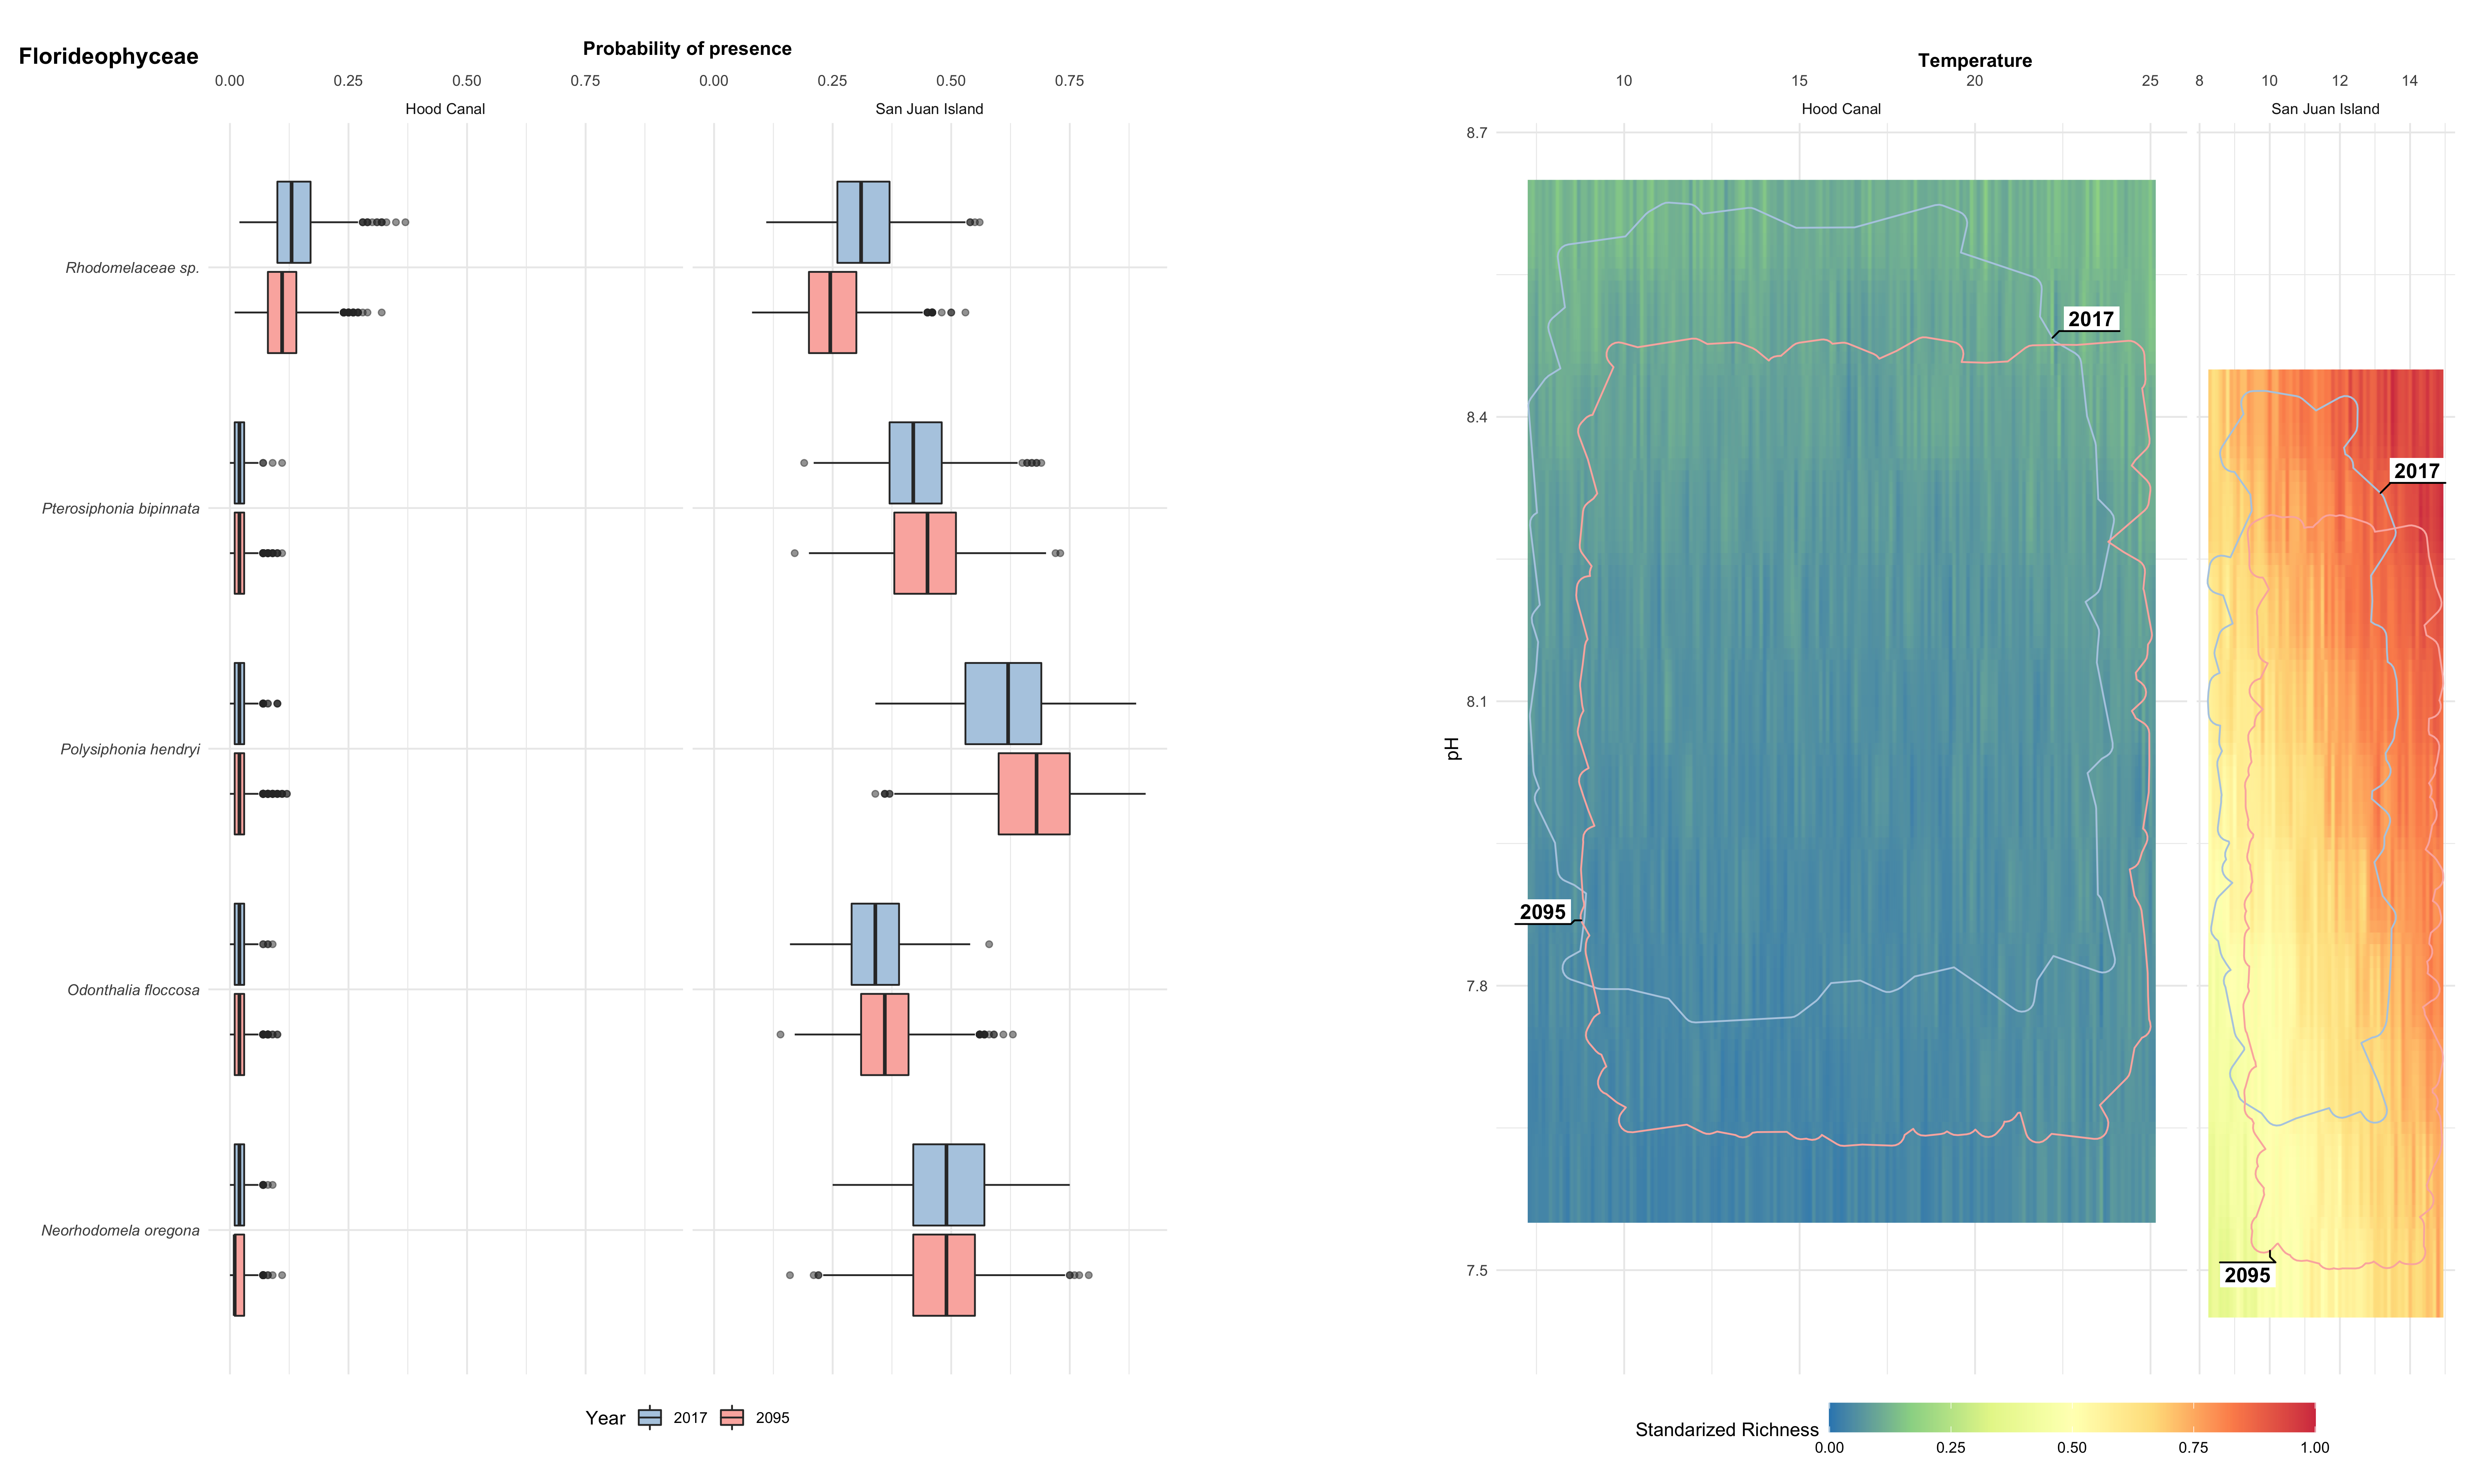 Florideophyceae
Probability of presence
0.00 0.25 0.50 0.75 0.00 0.25 0.50 0.75
Hood Canal San Juan Island
Rhodomelaceae sp.
Pterosiphonia bipinnata
Polysiphonia hendryi
Odonthalia floccosa
Neorhodomela oregona
Year 2017 2095
Temperature
10 15 20 25 8 10 12 14
Hood Canal San Juan Island
8.7
8.4
8.1
7.8
7.5
pH
2017
2017
2095
2095
Standarized Richness
0.00 0.25 0.50 0.75 1.00